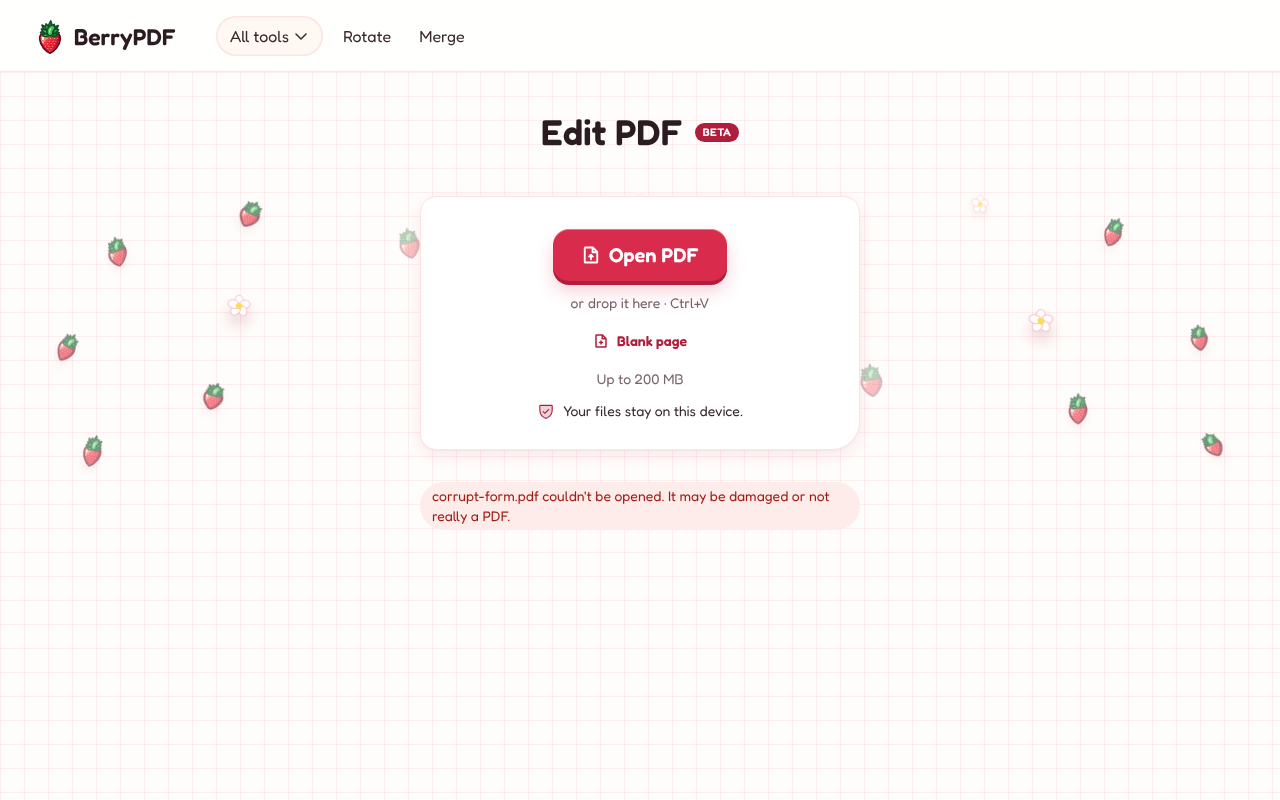 BerryPDF
All tools
Rotate
Merge
Edit PDF BETA
Open PDF
or drop it here · Ctrl+V
Blank page
Up to 200 MB
Your files stay on this device.
corrupt-form.pdf couldn't be opened. It may be damaged or not
really a PDF.